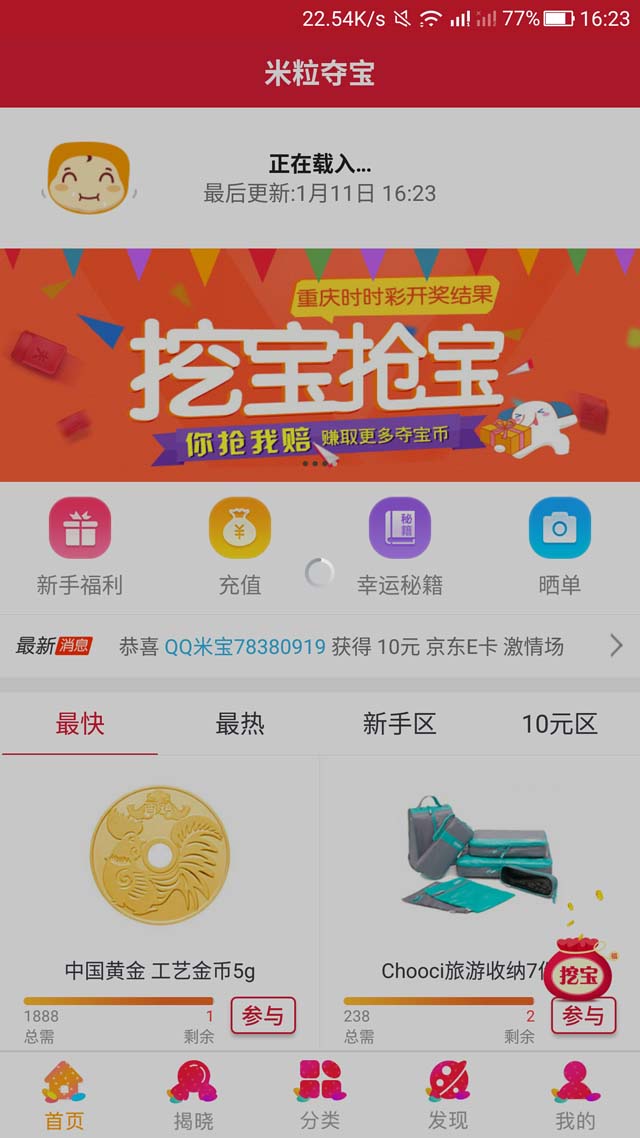 22.54K/s 77% 16:23
米粒夺宝
正在载入...
最后更新:1月11日 16:23
重庆时时彩开奖结果
挖宝抢宝
你抢我赔 赚取更多夺宝币
新手福利 充值 幸运秘籍 晒单
秘籍
最新消息 恭喜 QQ米宝78380919 获得 10元 京东E卡 激情场
最快 最热 新手区 10元区
中国黄金 工艺金币5g
1888 1
总需 剩余
参与
Chooci旅游收纳7
挖宝
福
238 2
总需 剩余
参与
首页 揭晓 分类 发现 我的